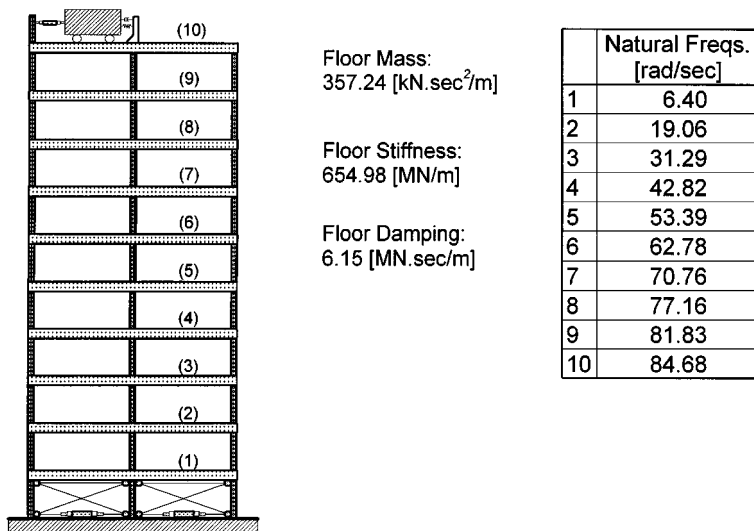 (10)
(9)
(8)
(7)
(6)
(5)
(4)
(3)
(2)
(1)
Floor Mass:
357.24 [kN.sec²/m]
Floor Stiffness:
654.98 [MN/m]
Floor Damping:
6.15 [MN.sec/m]
Natural Freqs.
[rad/sec]
1 6.40
2 19.06
3 31.29
4 42.82
5 53.39
6 62.78
7 70.76
8 77.16
9 81.83
10 84.68